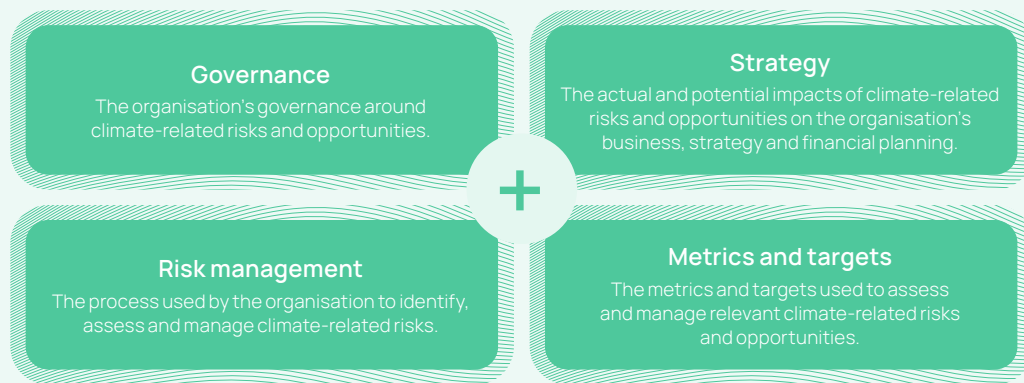 Governance
The organisation's governance around
climate-related risks and opportunities.
Strategy
The actual and potential impacts of climate-related
risks and opportunities on the organisation's
business, strategy and financial planning.
+
Risk management
The process used by the organisation to identify,
assess and manage climate-related risks.
Metrics and targets
The metrics and targets used to assess
and manage relevant climate-related risks
and opportunities.